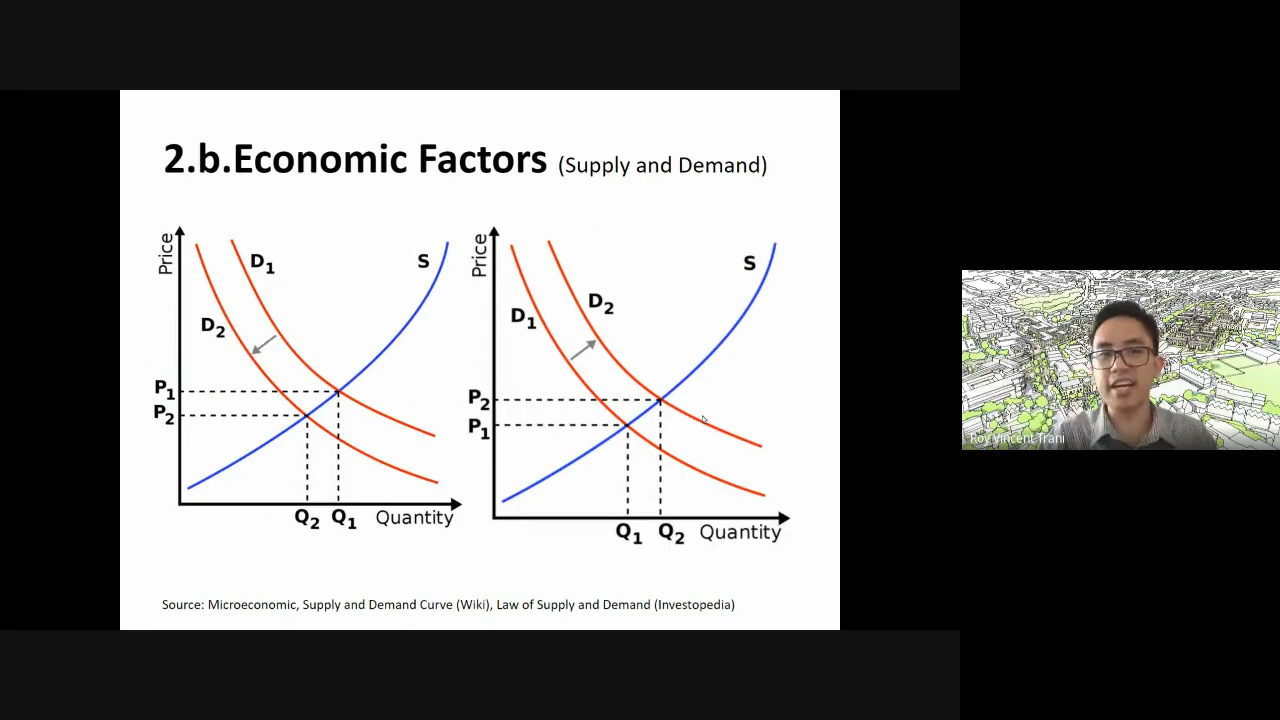 2.b.Economic Factors (Supply and Demand)
Price
D1
S
D2
P1
P2
Q2 Q1 Quantity
Price
S
D2
D1
P2
P1
Q1 Q2 Quantity
Source: Microeconomic, Supply and Demand Curve (Wiki), Law of Supply and Demand (Investopedia)
Roy Vincent Trani